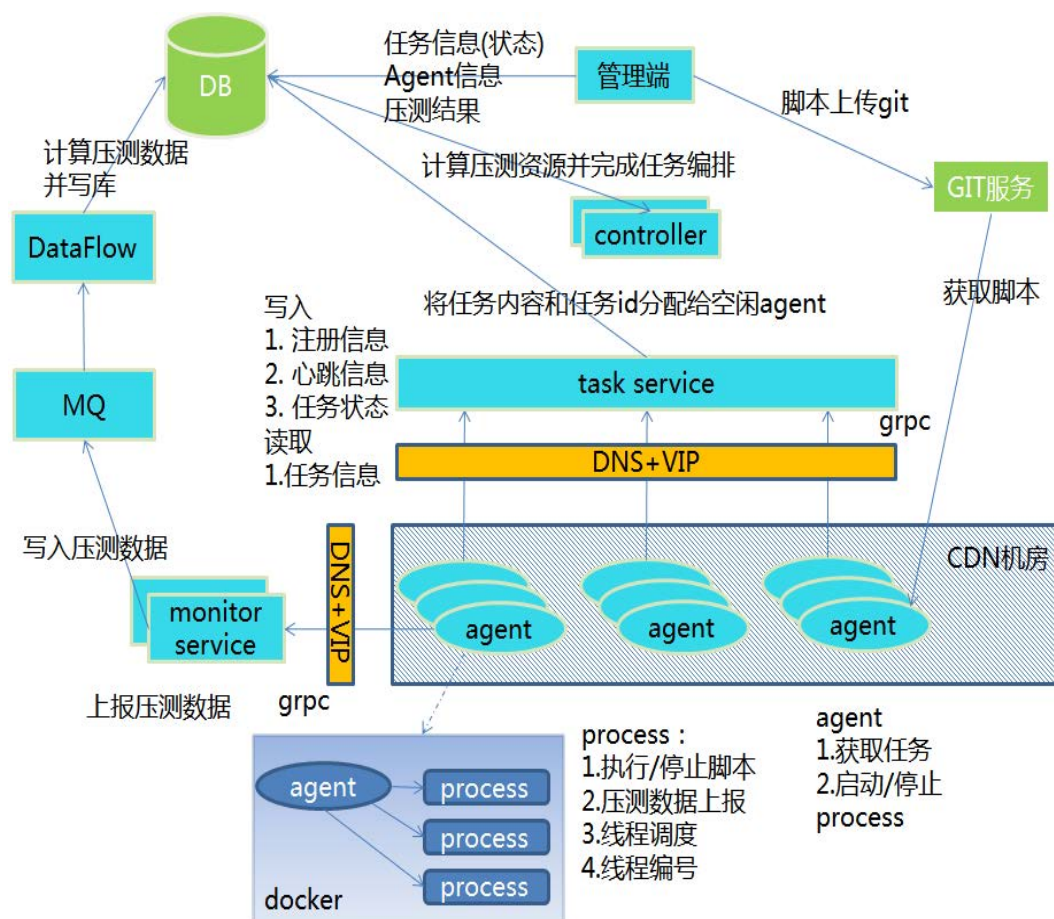 DB
任务信息(状态)
Agent信息
压测结果
管理端
脚本上传git
计算压测数据
并写库
计算压测资源并完成任务编排
GIT服务
DataFlow
controller
获取脚本
将任务内容和任务id分配给空闲agent
写入
1. 注册信息
2. 心跳信息
3. 任务状态
读取
1.任务信息
task service
MQ
grpc
DNS+VIP
写入压测数据
DNS+VIP
CDN机房
monitor
service
agent
agent
agent
上报压测数据
grpc
agent
process
process
process
docker
process：
1.执行/停止脚本
2.压测数据上报
3.线程调度
4.线程编号
agent
1.获取任务
2.启动/停止
process